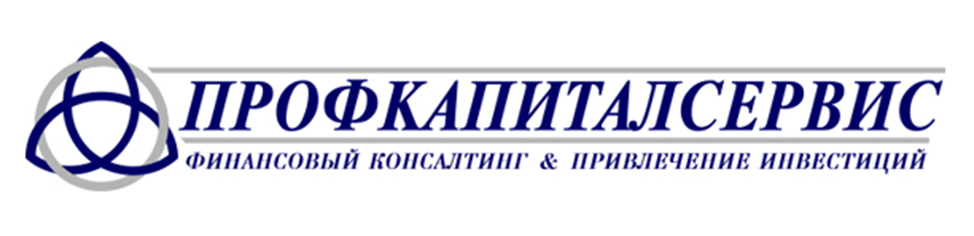 ПРОФКАПИТАЛСЕРВИС
ФИНАНСОВЫЙ КОНСАЛТИНГ & ПРИВЛЕЧЕНИЕ ИНВЕСТИЦИЙ